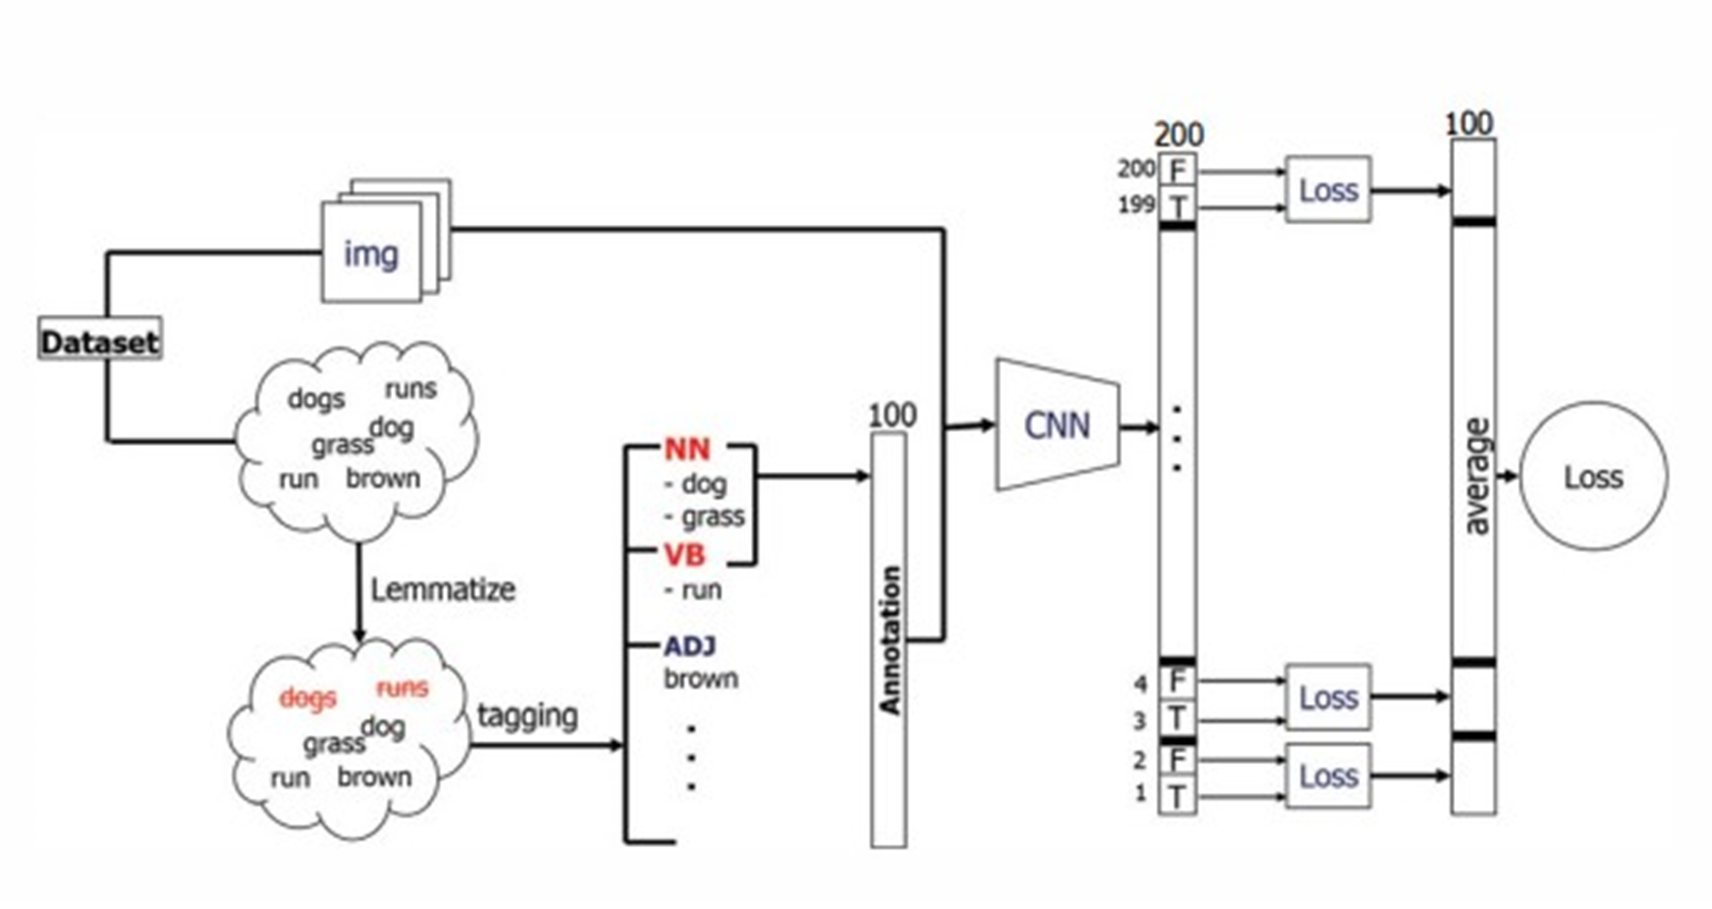 Dataset
img
dogs runs
dog
grass
run brown
Lemmatize
dogs runs
dog
grass
run brown
tagging
NN
- dog
- grass
VB
- run
ADJ
brown
100
Annotation
CNN
200
200 F
199 T
4 F
3 T
2 F
1 T
Loss
Loss
Loss
100
average
Loss